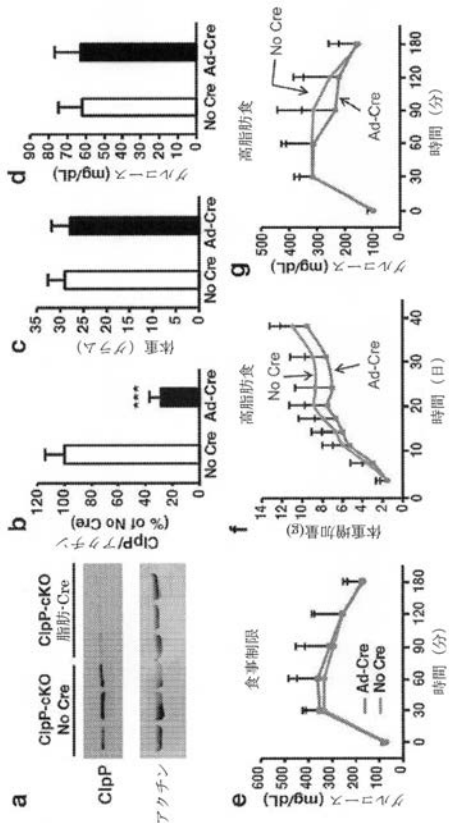 a
ClpP-cKO
No Cre
ClpP-cKO
脂肪-Cre
ClpP
アクチン
b
ClpP/アクチン
(% of No Cre)
120
100
80
60
40
20
0
***
No Cre
Ad-Cre
c
体重 (グラム)
35
30
25
20
15
10
5
0
No Cre
Ad-Cre
d
グルコース (mg/dL)
90
80
70
60
50
40
30
20
10
0
No Cre
Ad-Cre
e
食事制限
グルコース(mg/dL)
600
500
400
300
200
100
0
Ad-Cre
No Cre
0 30 60 90 120 180
時間 (分)
f
高脂肪食
体重増加量(g)
14
12
10
8
6
4
2
0
No Cre
Ad-Cre
0 10 20 30 40
時間 (日)
g
高脂肪食
グルコース(mg/dL)
500
400
300
200
100
0
No Cre
Ad-Cre
0 30 60 90 120 180
時間 (分)